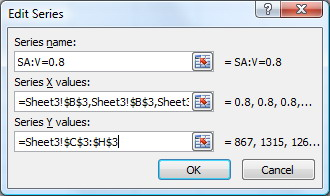 Edit Series
Series name:
SA:V=0.8 = SA:V=0.8
Series X values:
=Sheet3!$B$3,Sheet3!$B$3,Sheet3 = 0.8, 0.8, 0.8,...
Series Y values:
=Sheet3!$C$3:$H$3 = 867, 1315, 126...
OK Cancel